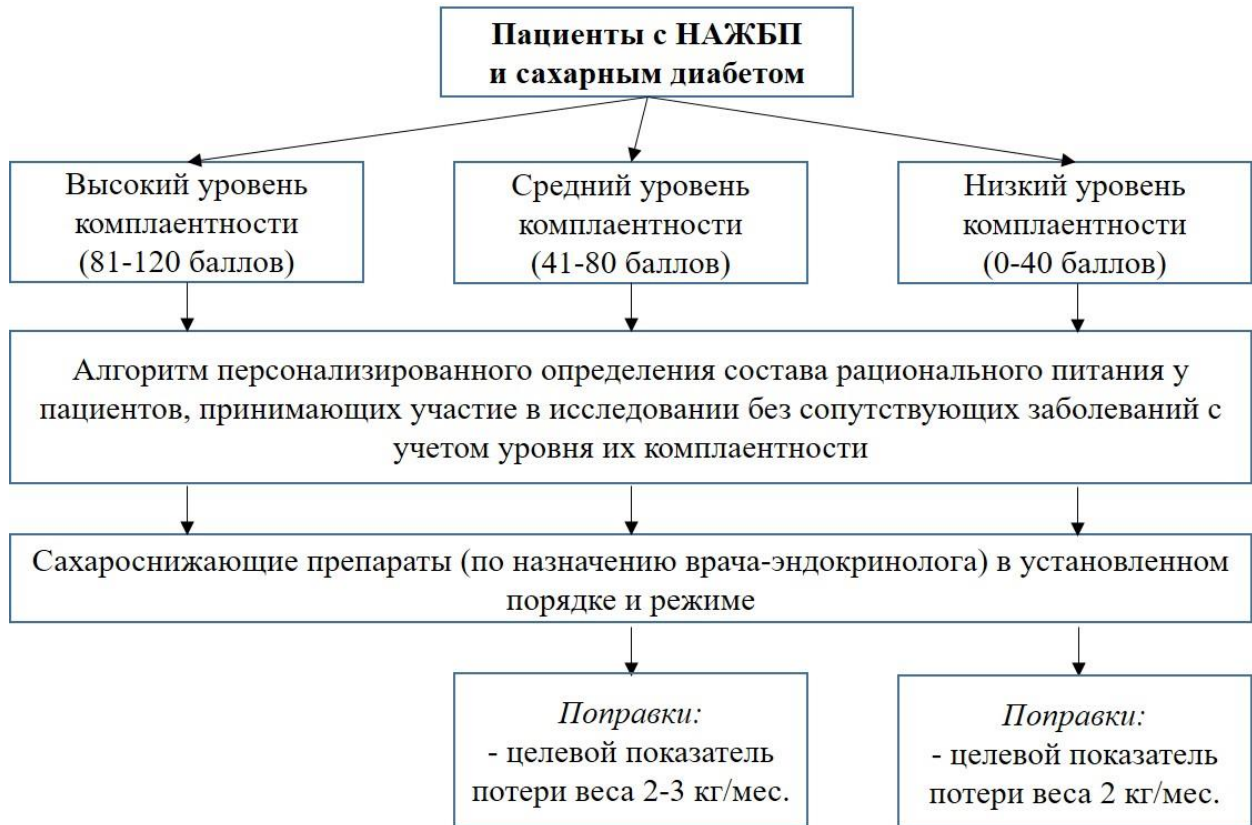 Пациенты с НАЖБП
и сахарным диабетом
Высокий уровень
комплаентности
(81-120 баллов)
Средний уровень
комплаентности
(41-80 баллов)
Низкий уровень
комплаентности
(0-40 баллов)
Алгоритм персонализированного определения состава рационального питания у
пациентов, принимающих участие в исследовании без сопутствующих заболеваний с
учетом уровня их комплаентности
Сахароснижающие препараты (по назначению врача-эндокринолога) в установленном
порядке и режиме
Поправки:
- целевой показатель
потери веса 2-3 кг/мес.
Поправки:
- целевой показатель
потери веса 2 кг/мес.